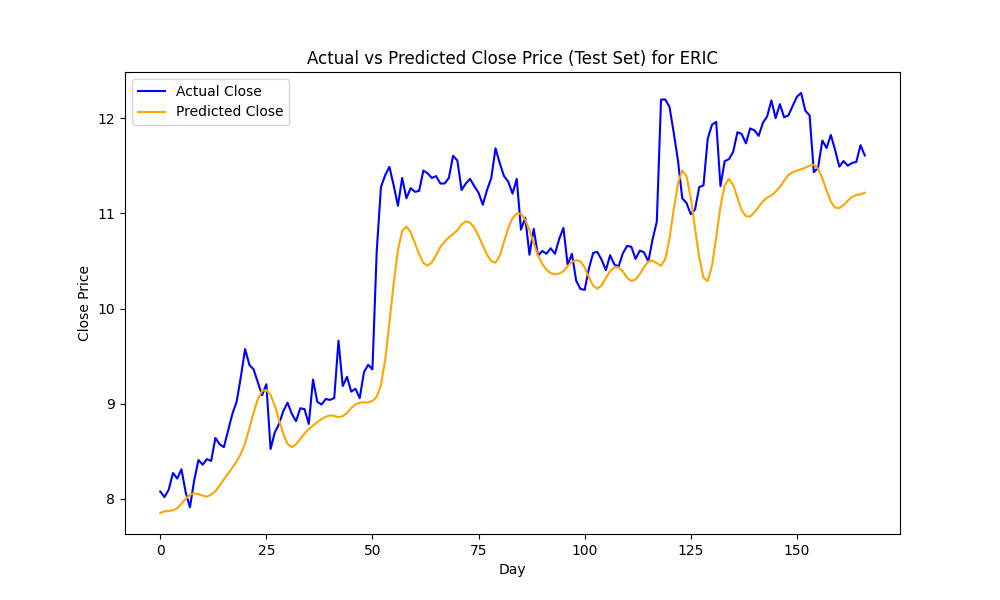 Actual vs Predicted Close Price (Test Set) for ERIC
Actual Close
Predicted Close
Close Price
12
11
10
9
8
0 25 50 75 100 125 150
Day